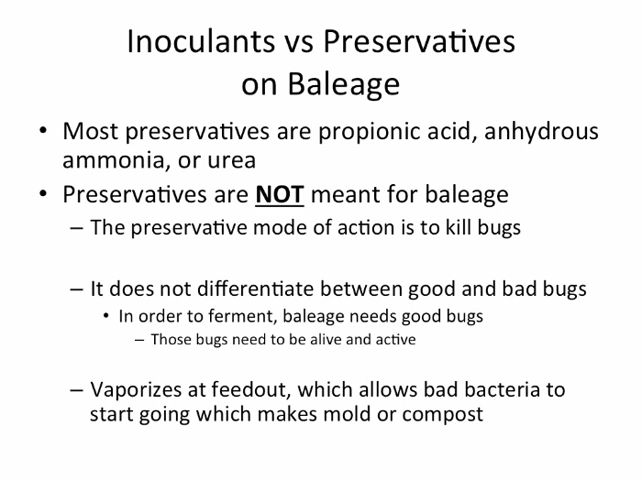 Inoculants vs Preservatives
on Baleage
• Most preservatives are propionic acid, anhydrous
ammonia, or urea
• Preservatives are NOT meant for baleage
– The preservative mode of action is to kill bugs
– It does not differentiate between good and bad bugs
• In order to ferment, baleage needs good bugs
– Those bugs need to be alive and active
– Vaporizes at feedout, which allows bad bacteria to
start going which makes mold or compost